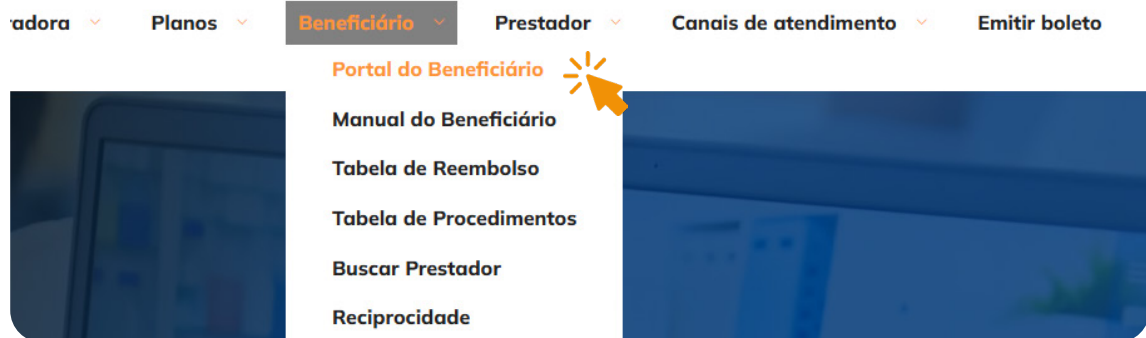 adora Planos Beneficiário Prestador Canais de atendimento Emitir boleto
Portal do Beneficiário
Manual do Beneficiário
Tabela de Reembolso
Tabela de Procedimentos
Buscar Prestador
Reciprocidade